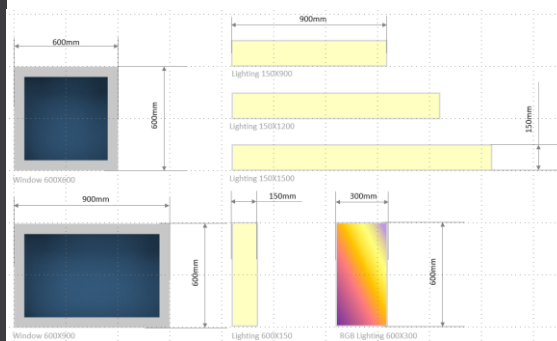 900mm
600mm
Lighting 150X900
600mm
Lighting 150X1200
150mm
Window 600X600
Lighting 150X1500
900mm
150mm
300mm
600mm
600mm
Window 600X900
Lighting 600X150
RGB Lighting 600X300